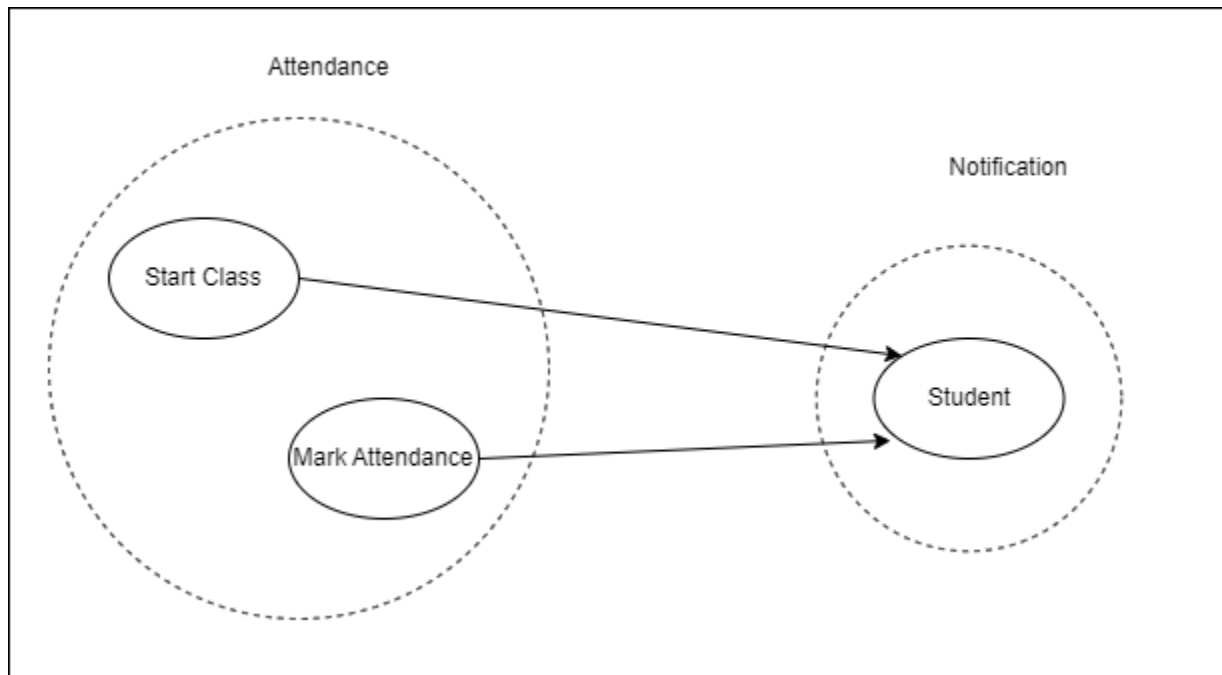 Attendance
Notification
Start Class
Student
Mark Attendance